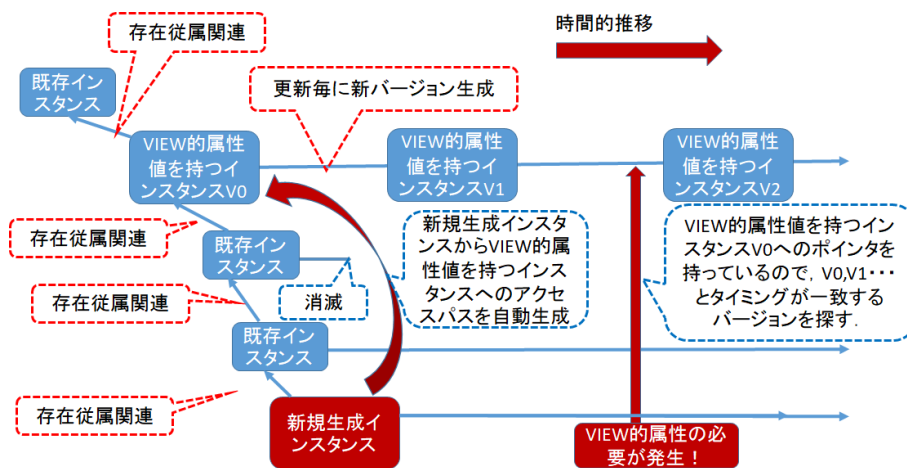 時間的推移
存在従属関連
既存インス
タンス
更新毎に新バージョン生成
VIEW的属性
値を持つイ
ンスタンスV0
VIEW的属性
値を持つイ
ンスタンスV1
VIEW的属性
値を持つイ
ンスタンスV2
存在従属関連
既存インス
タンス
消滅
新規生成インスタ
ンスからVIEW的属
性値を持つインス
タンスへのアクセ
スパスを自動生成
VIEW的属性値を持つイン
スタンスV0へのポインタを
持っているので，V0,V1・・・
とタイミングが一致する
バージョンを探す．
存在従属関連
既存インス
タンス
存在従属関連
新規生成イン
スタンス
VIEW的属性の必
要が発生！